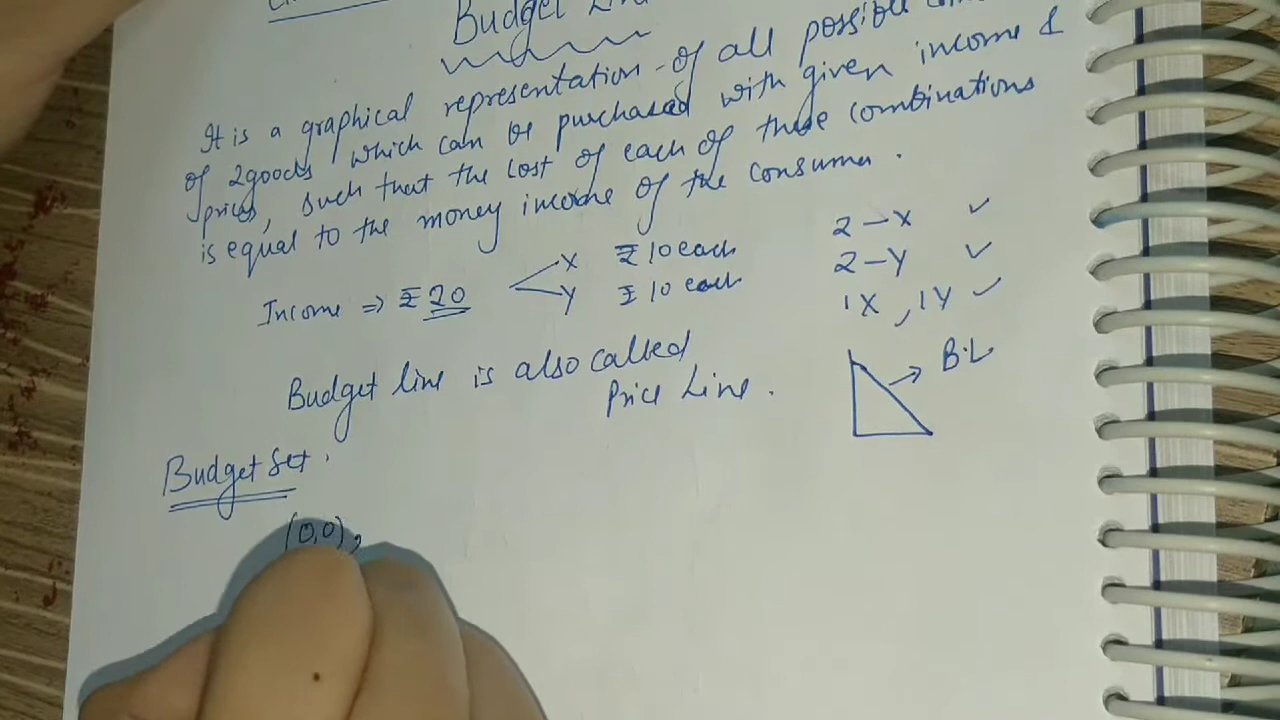 Budget Line
It is a graphical representation of all possible
of 2goods which can be purchased with given income &
prices, such that the cost of each of these combinations
is equal to the money income of the consumer.
2 – X ✓
2 – Y ✓
1X, 1Y ✓
Income ⇒ ₹ 20
X ₹ 10 each
Y ₹ 10 each
Budget line is also called
Price Line.
B.L
Budget Set.
(0,0),